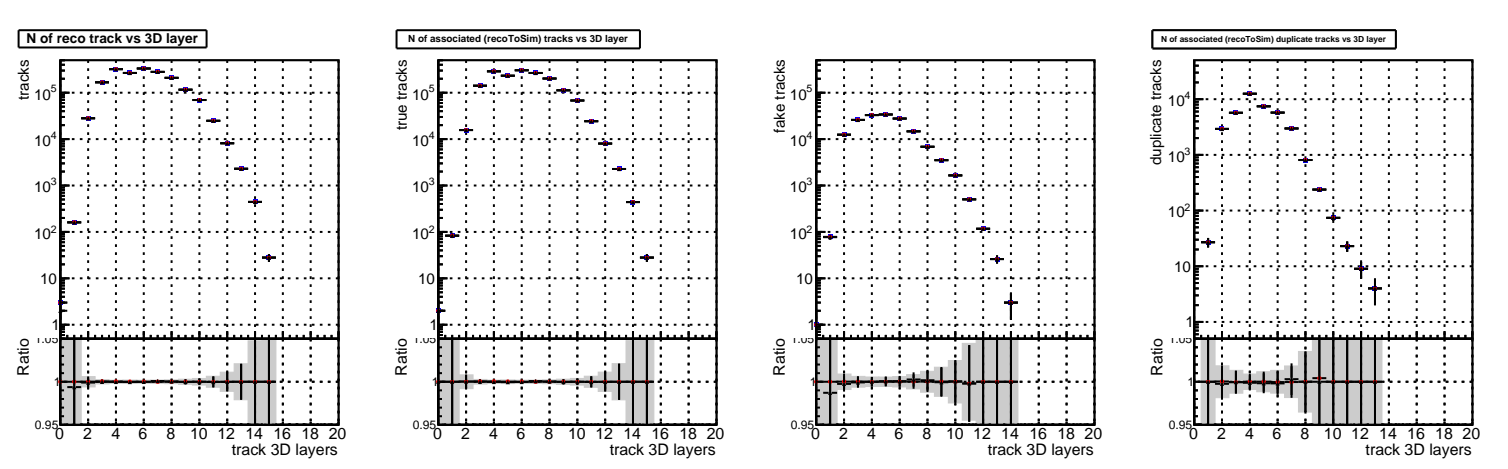 N of reco track vs 3D layer
N of associated (recoToSim) tracks vs 3D layer
N of associated (recoToSim) duplicate tracks vs 3D layer
tracks
10^5
10^4
10^3
10^2
10
1
Ratio
1.05
1
0.95
0 2 4 6 8 10 12 14 16 18 20
track 3D layers
true tracks
10^5
10^4
10^3
10^2
10
1
Ratio
1.05
1
0.95
0 2 4 6 8 10 12 14 16 18 20
track 3D layers
fake tracks
10^5
10^4
10^3
10^2
10
1
Ratio
1.05
1
0.95
0 2 4 6 8 10 12 14 16 18 20
track 3D layers
duplicate tracks
10^4
10^3
10^2
10
1
Ratio
1.05
1
0.95
0 2 4 6 8 10 12 14 16 18 20
track 3D layers